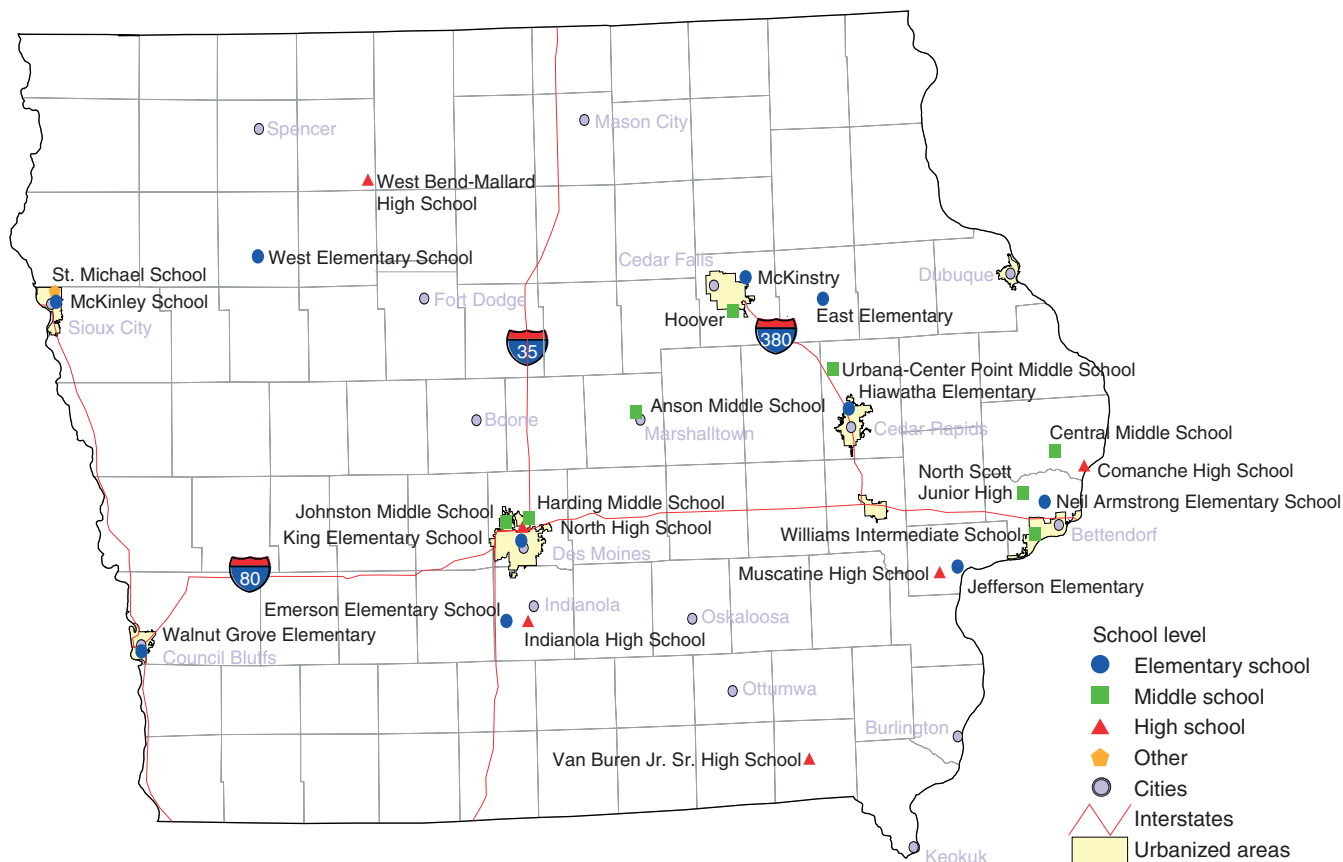 Spencer
Mason City
West Bend-Mallard
High School
West Elementary School
St. Michael School
McKinley School
Sioux City
Fort Dodge
Cedar Falls
McKinstry
Dubuque
East Elementary
Hoover
35
380
Urbana-Center Point Middle School
Hiawatha Elementary
Anson Middle School
Boone
Marshalltown
Cedar Rapids
Central Middle School
Comanche High School
North Scott
Junior High
Neil Armstrong Elementary School
Harding Middle School
Johnston Middle School
North High School
King Elementary School
Des Moines
Williams Intermediate School
Bettendorf
80
Muscatine High School
Jefferson Elementary
Emerson Elementary School
Indianola
Indianola High School
Oskaloosa
Walnut Grove Elementary
Council Bluffs
Ottumwa
Burlington
Van Buren Jr. Sr. High School
Keokuk
School level
Elementary school
Middle school
High school
Other
Cities
Interstates
Urbanized areas